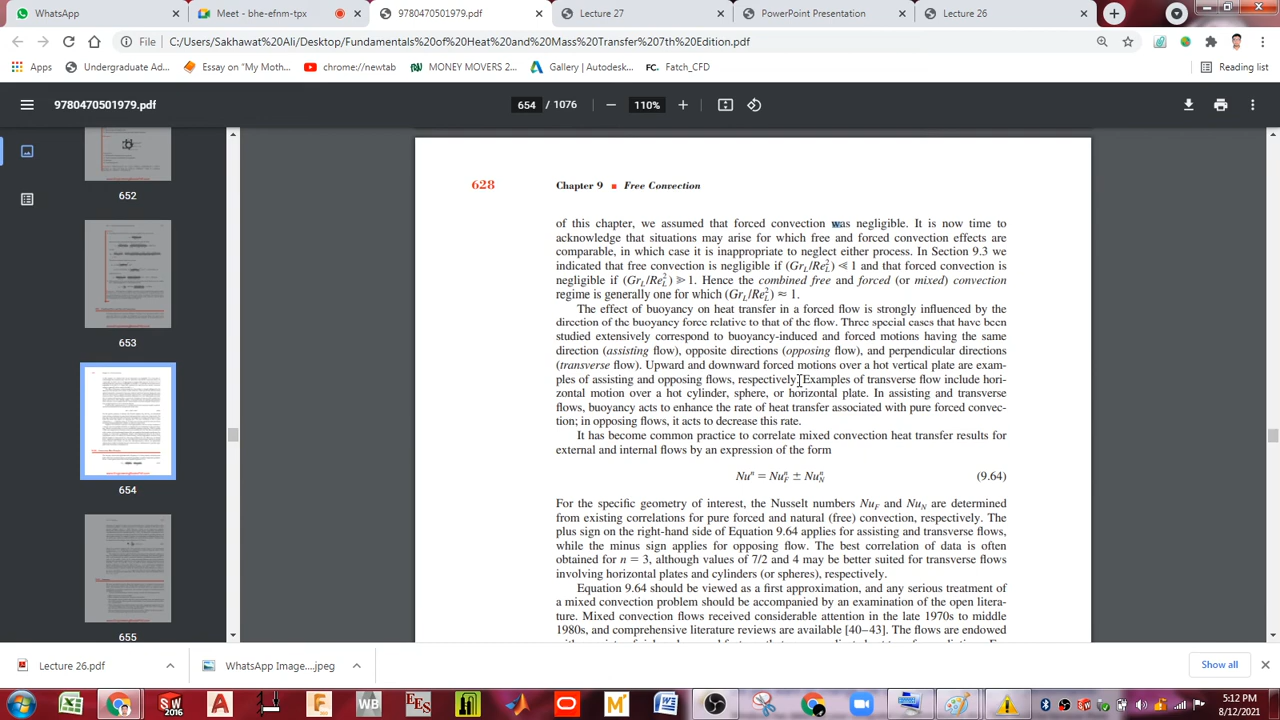 WhatsApp
Meet - bhe-efnm-tpx
9780470501979.pdf
Lecture 27
PowerPoint Presentation
Lecture 26
File
C:/Users/Sakhawat%20Ali/Desktop/Fundamentals%20of%20Heat%20and%20Mass%20Transfer%207th%20Edition.pdf
Apps
Undergraduate Ad...
Essay on "My Moth...
chrome://newtab
MONEY MOVERS 2...
Gallery | Autodesk...
FC. Fatch_CFD
Reading list
9780470501979.pdf
654 / 1076
110%
652
653
654
655
628
Chapter 9 ■ Free Convection
of this chapter, we assumed that forced convection was negligible. It is now time to
acknowledge that situations may arise for which free and forced convection effects are
comparable, in which case it is inappropriate to neglect either process. In Section 9.3 we
indicated that free convection is negligible if (Gr_L/Re_L^2) ≪ 1 and that forced convection is
negligible if (Gr_L/Re_L^2) ≫ 1. Hence the combined free and forced (or mixed) convection
regime is generally one for which (Gr_L/Re_L^2) ≈ 1.
The effect of buoyancy on heat transfer in a forced flow is strongly influenced by the
direction of the buoyancy force relative to that of the flow. Three special cases that have been
studied extensively correspond to buoyancy-induced and forced motions having the same
direction (assisting flow), opposite directions (opposing flow), and perpendicular directions
(transverse flow). Upward and downward forced motions over a hot vertical plate are exam-
ples of assisting and opposing flows, respectively. Examples of transverse flow include hori-
zontal motion over a hot cylinder, sphere, or horizontal plate. In assisting and transverse
flows, buoyancy acts to enhance the rate of heat transfer associated with pure forced convec-
tion; in opposing flows, it acts to decrease this rate.
It has become common practice to correlate mixed convection heat transfer results for
external and internal flows by an expression of the form
Nu^n = Nu_F^n ± Nu_N^n (9.64)
For the specific geometry of interest, the Nusselt numbers Nu_F and Nu_N are determined
from existing correlations for pure forced and natural (free) convection, respectively. The
plus sign on the right-hand side of Equation 9.64 applies for assisting and transverse flows,
while the minus sign applies for opposing flow. The best correlation of data is often
obtained for n = 3, although values of 7/2 and 4 may be better suited for transverse flows
involving horizontal plates and cylinders (or spheres), respectively.
Equation 9.64 should be viewed as a first approximation, and any serious treatment of
a mixed convection problem should be accompanied by an examination of the open litera-
ture. Mixed convection flows received considerable attention in the late 1970s to middle
1980s, and comprehensive literature reviews are available [40–43]. The flows are endowed
Lecture 26.pdf
WhatsApp Image....jpeg
Show all
SW
2016
WB
EES
5:12 PM
8/12/2021